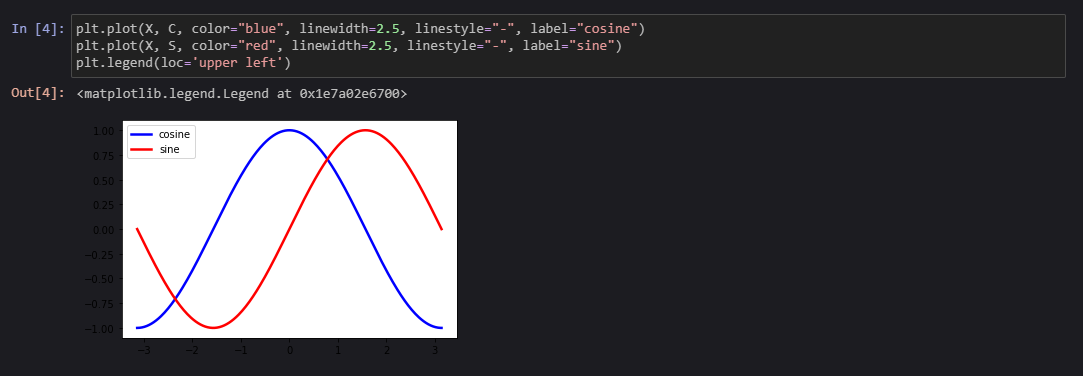 In [4]: plt.plot(X, C, color="blue", linewidth=2.5, linestyle="-", label="cosine")
plt.plot(X, S, color="red", linewidth=2.5, linestyle="-", label="sine")
plt.legend(loc='upper left')
Out[4]: <matplotlib.legend.Legend at 0x1e7a02e6700>
cosine
sine
1.00
0.75
0.50
0.25
0.00
−0.25
−0.50
−0.75
−1.00
−3 −2 −1 0 1 2 3